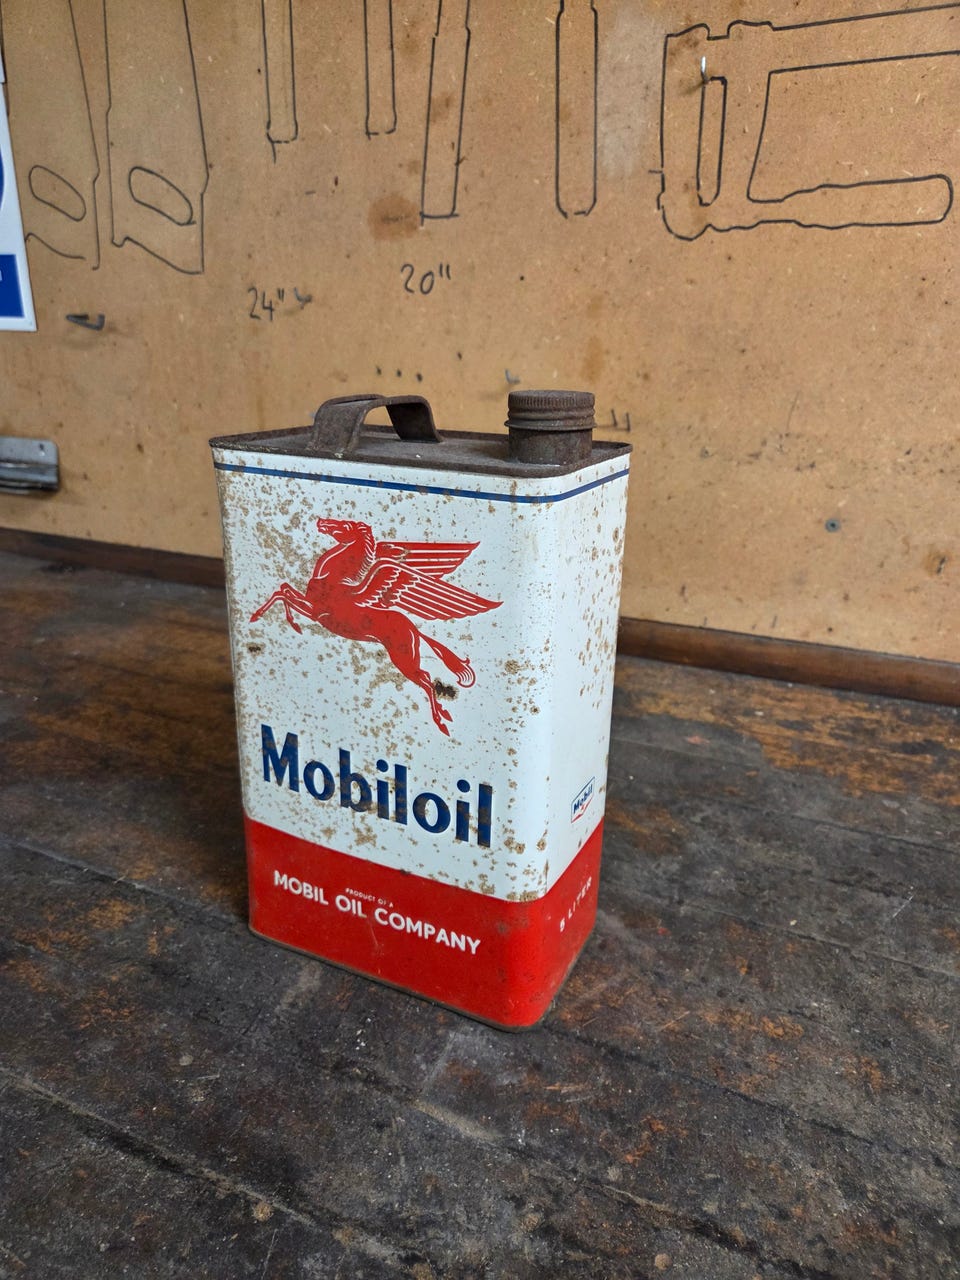 24"
20"
Mobiloil
Mobil
PRODUCT OF A
MOBIL OIL COMPANY
5 LITER